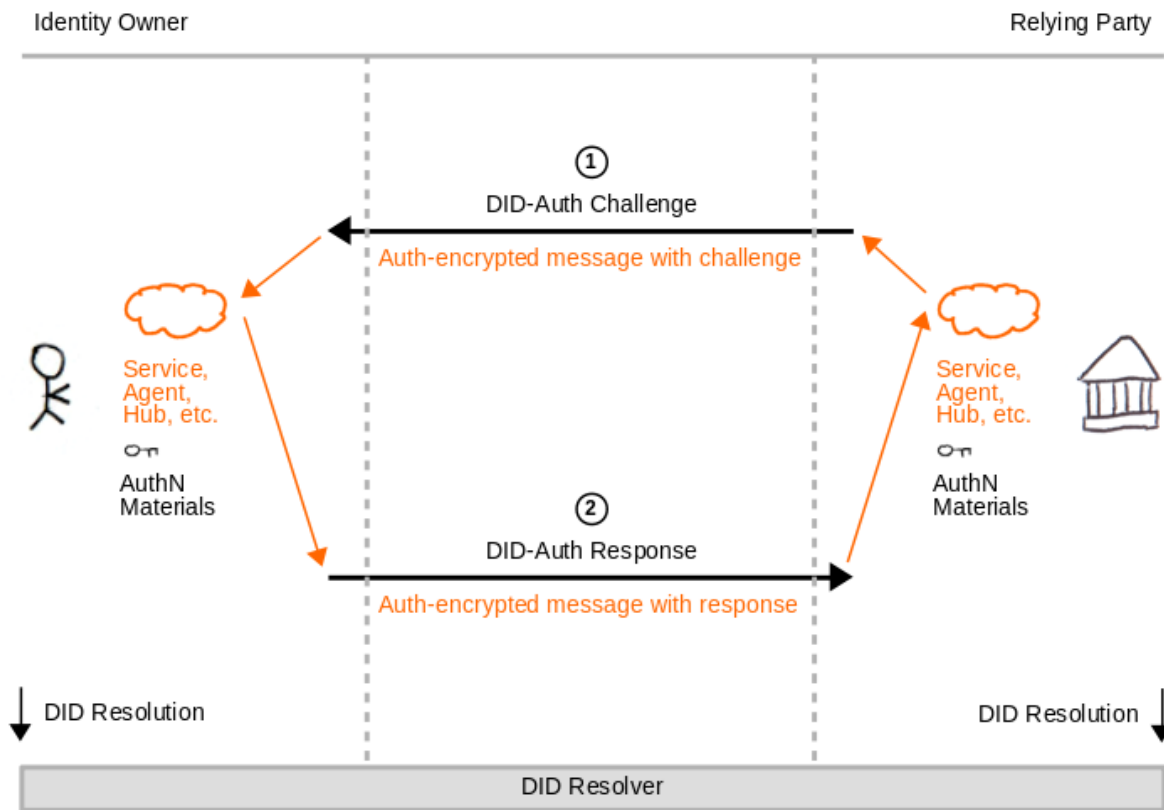 Identity Owner
Relying Party
1
DID-Auth Challenge
Auth-encrypted message with challenge
Service,
Agent,
Hub, etc.
AuthN
Materials
Service,
Agent,
Hub, etc.
AuthN
Materials
2
DID-Auth Response
Auth-encrypted message with response
DID Resolution
DID Resolution
DID Resolver